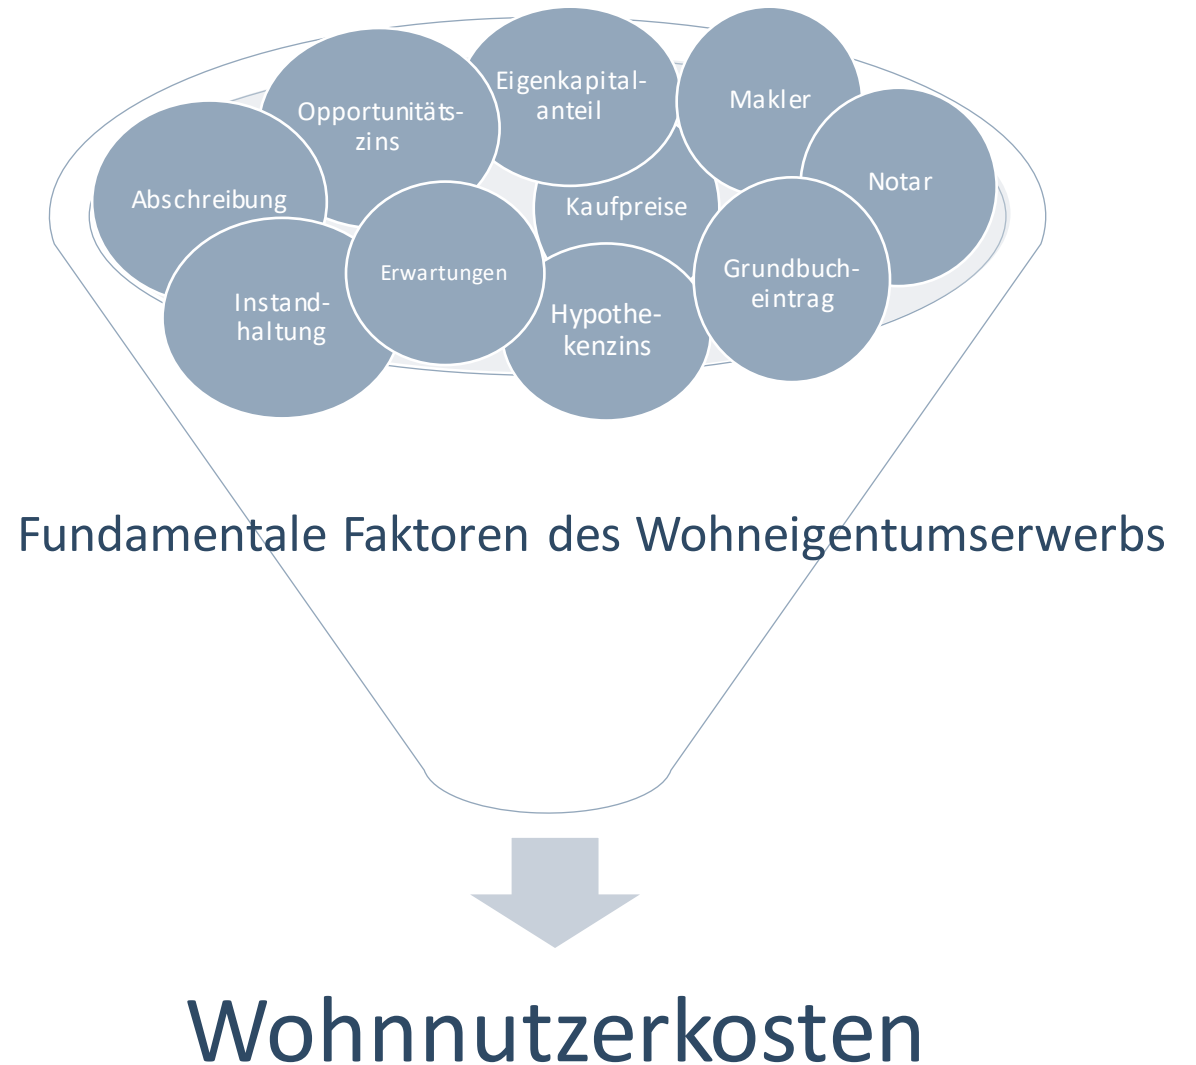 Eigenkapital-
anteil
Makler
Opportunitäts-
zins
Notar
Abschreibung
Kaufpreise
Erwartungen
Grundbuch-
eintrag
Instand-
haltung
Hypothe-
kenzins
Fundamentale Faktoren des Wohneigentumserwerbs
Wohnnutzerkosten